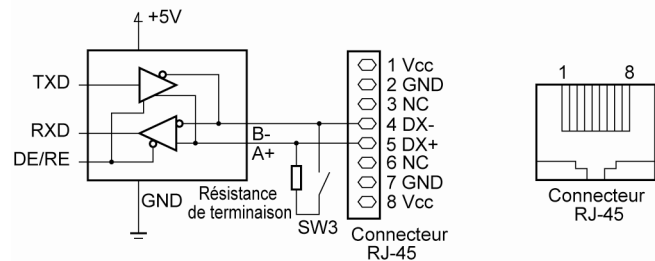 +5V
TXD
RXD
DE/RE
B-
A+
GND
Résistance
de terminaison
SW3
1 Vcc
2 GND
3 NC
4 DX-
5 DX+
6 NC
7 GND
8 Vcc
Connecteur
RJ-45
1 8
Connecteur
RJ-45